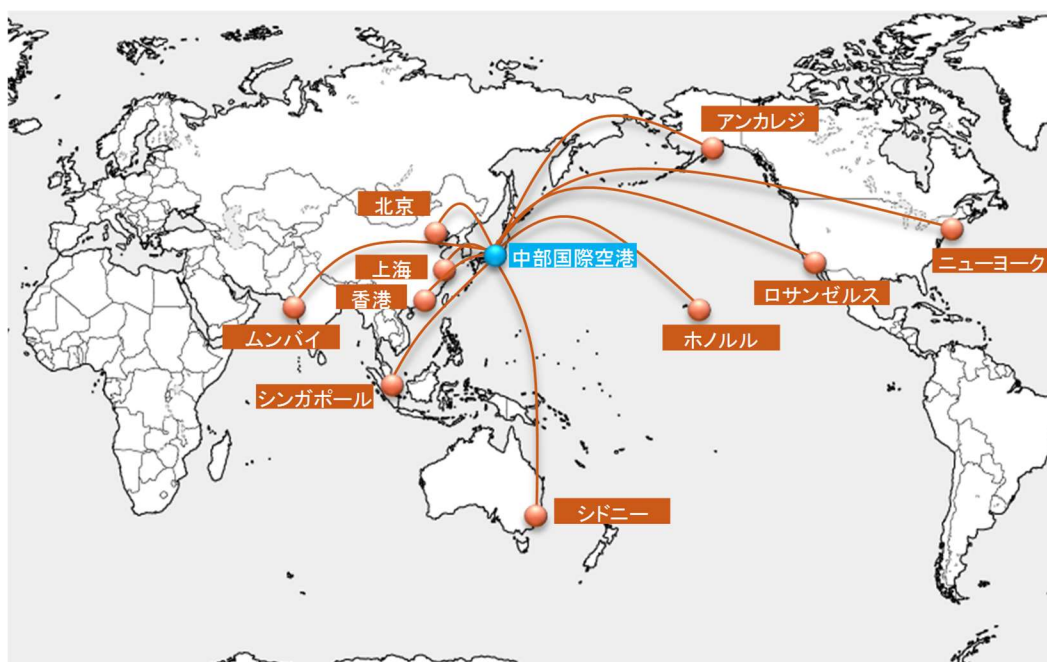 アンカレジ
北京
ニューヨーク
中部国際空港
上海
ロサンゼルス
香港
ムンバイ
ホノルル
シンガポール
シドニー